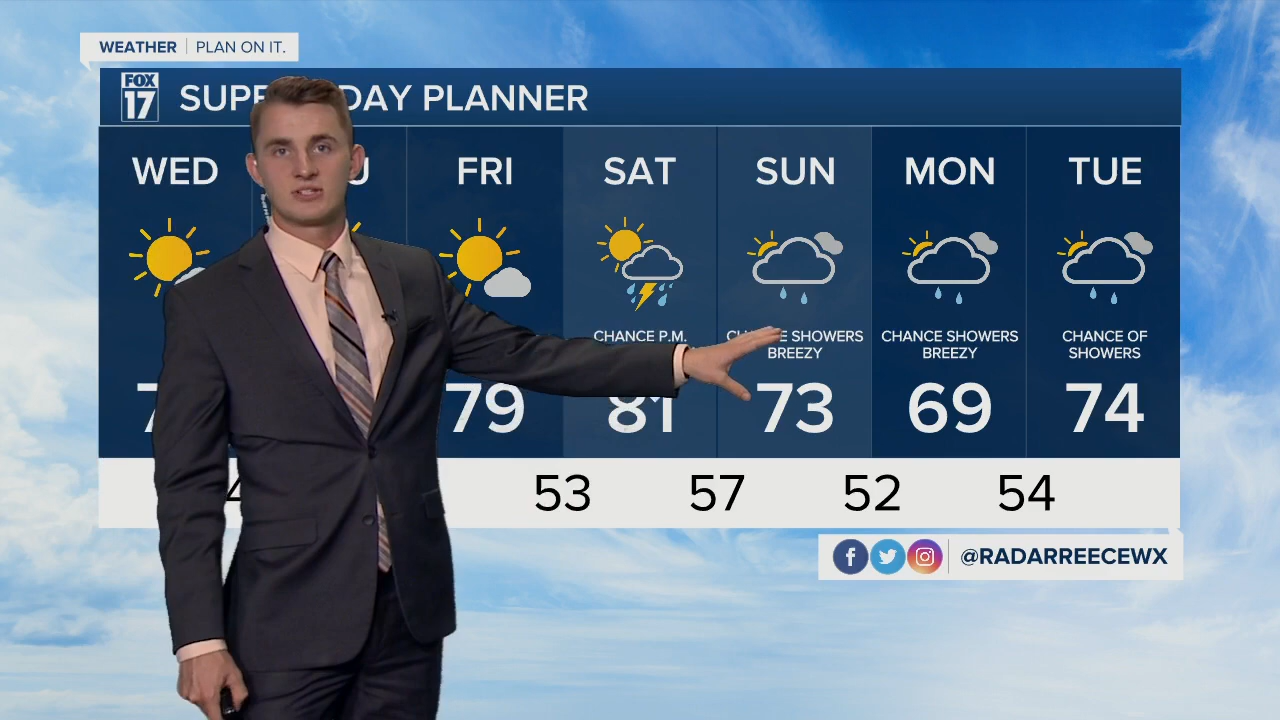 WEATHER | PLAN ON IT.
FOX
17
DAY PLANNER
WED
FRI
SAT
SUN
MON
TUE
CHANCE P.M.
SHOWERS
BREEZY
CHANCE SHOWERS
BREEZY
CHANCE OF
SHOWERS
79
81
73
69
74
53
57
52
54
@RADARREECEWX